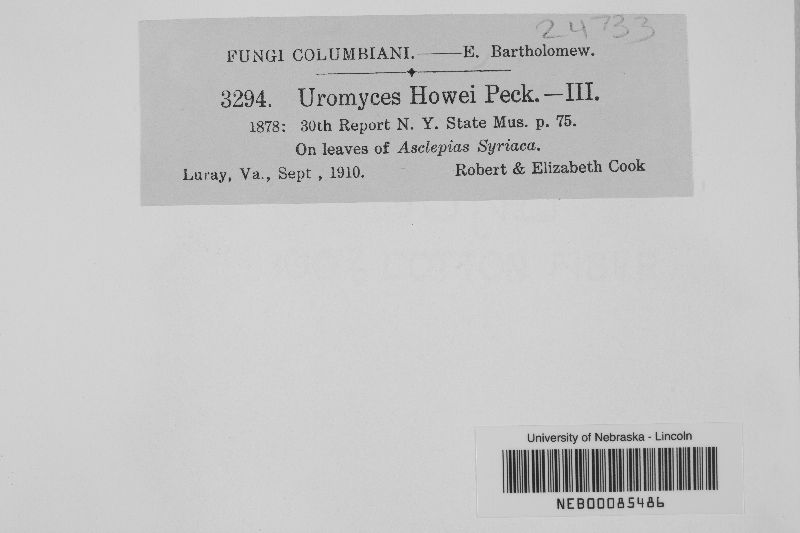 24733
FUNGI COLUMBIANI.——E. Bartholomew.
3294. Uromyces Howei Peck.—III.
1878: 30th Report N. Y. State Mus. p. 75.
On leaves of Asclepias Syriaca.
Luray, Va., Sept , 1910. Robert & Elizabeth Cook
University of Nebraska - Lincoln
NEB00085486